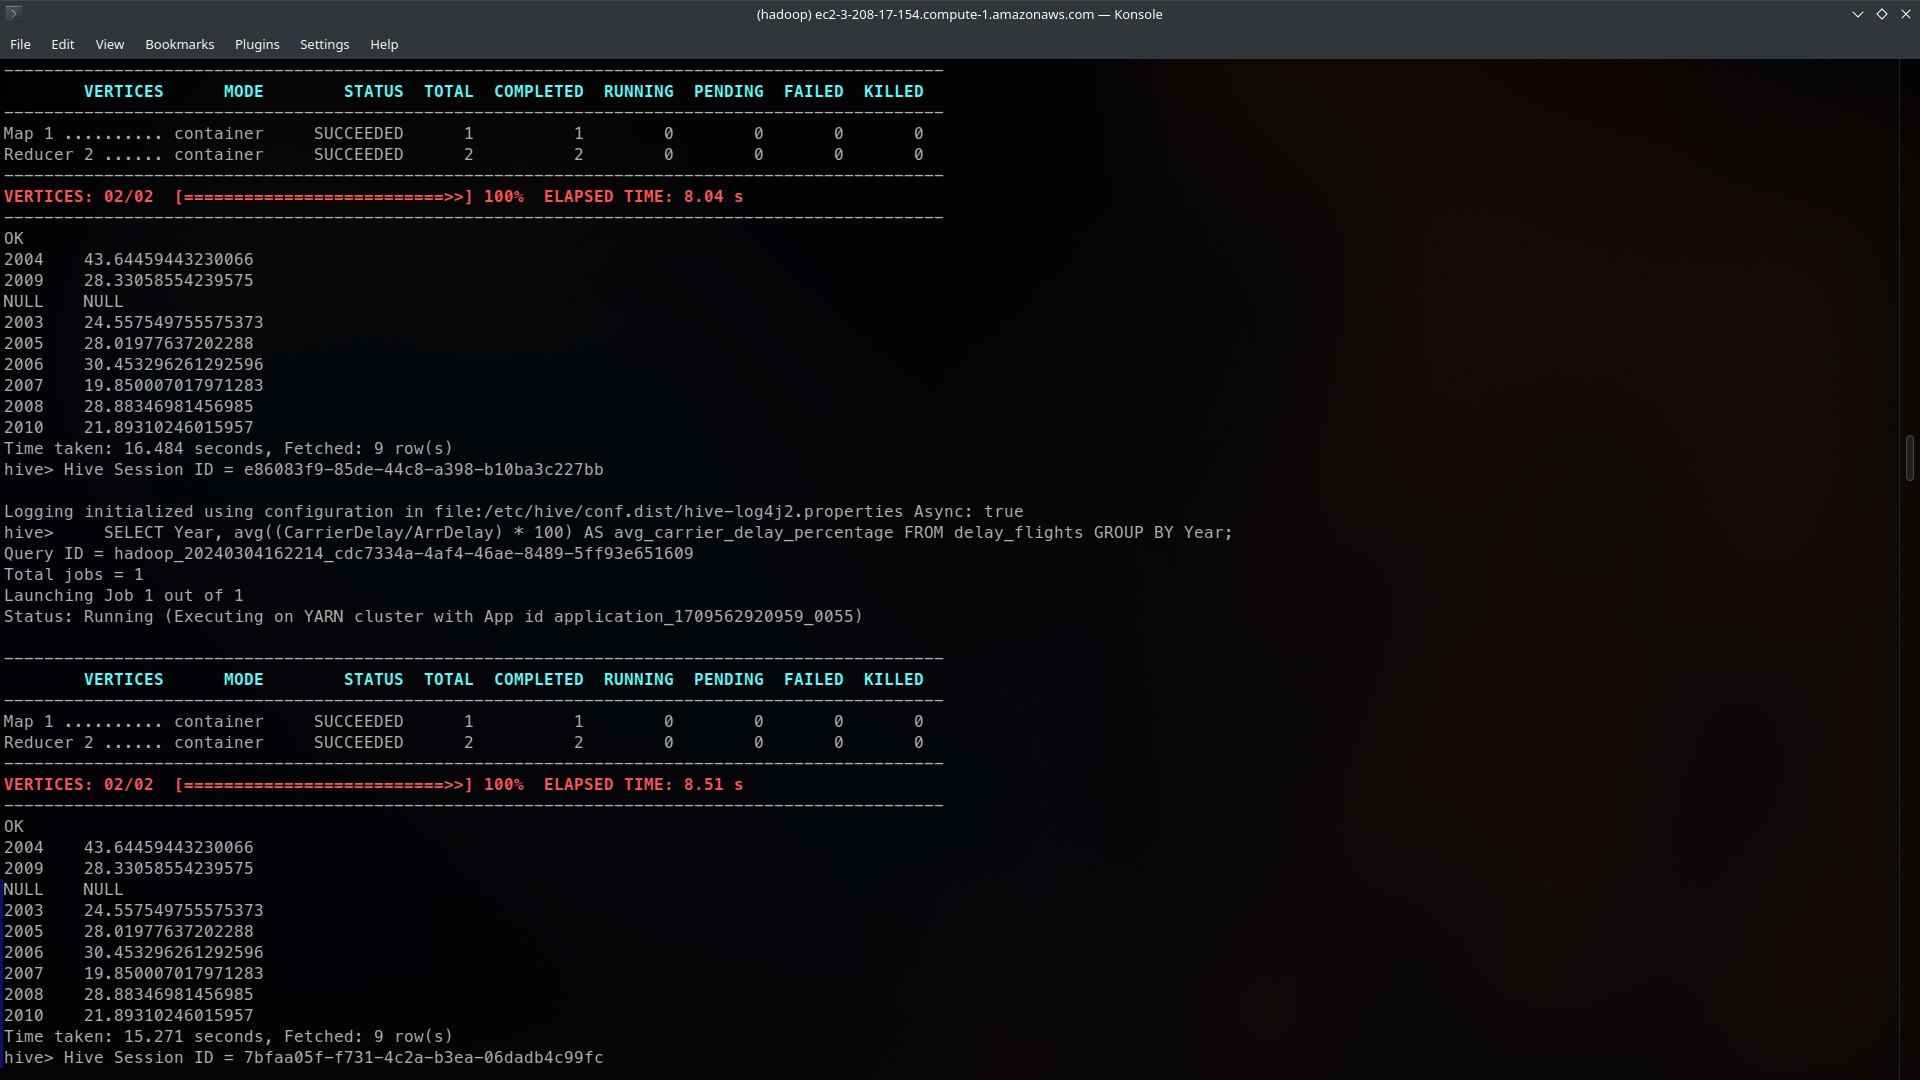 (hadoop) ec2-3-208-17-154.compute-1.amazonaws.com — Konsole
File Edit View Bookmarks Plugins Settings Help
----------------------------------------------------------------------------------------------
        VERTICES      MODE        STATUS  TOTAL  COMPLETED  RUNNING  PENDING  FAILED  KILLED
----------------------------------------------------------------------------------------------
Map 1 .......... container     SUCCEEDED      1          1        0        0       0       0
Reducer 2 ...... container     SUCCEEDED      2          2        0        0       0       0
----------------------------------------------------------------------------------------------
VERTICES: 02/02  [==========================>>] 100%  ELAPSED TIME: 8.04 s
----------------------------------------------------------------------------------------------
OK
2004    43.64459443230066
2009    28.33058554239575
NULL    NULL
2003    24.557549755575373
2005    28.01977637202288
2006    30.453296261292596
2007    19.850007017971283
2008    28.88346981456985
2010    21.89310246015957
Time taken: 16.484 seconds, Fetched: 9 row(s)
hive> Hive Session ID = e86083f9-85de-44c8-a398-b10ba3c227bb
Logging initialized using configuration in file:/etc/hive/conf.dist/hive-log4j2.properties Async: true
hive>     SELECT Year, avg((CarrierDelay/ArrDelay) * 100) AS avg_carrier_delay_percentage FROM delay_flights GROUP BY Year;
Query ID = hadoop_20240304162214_cdc7334a-4af4-46ae-8489-5ff93e651609
Total jobs = 1
Launching Job 1 out of 1
Status: Running (Executing on YARN cluster with App id application_1709562920959_0055)
----------------------------------------------------------------------------------------------
        VERTICES      MODE        STATUS  TOTAL  COMPLETED  RUNNING  PENDING  FAILED  KILLED
----------------------------------------------------------------------------------------------
Map 1 .......... container     SUCCEEDED      1          1        0        0       0       0
Reducer 2 ...... container     SUCCEEDED      2          2        0        0       0       0
----------------------------------------------------------------------------------------------
VERTICES: 02/02  [==========================>>] 100%  ELAPSED TIME: 8.51 s
----------------------------------------------------------------------------------------------
OK
2004    43.64459443230066
2009    28.33058554239575
NULL    NULL
2003    24.557549755575373
2005    28.01977637202288
2006    30.453296261292596
2007    19.850007017971283
2008    28.88346981456985
2010    21.89310246015957
Time taken: 15.271 seconds, Fetched: 9 row(s)
hive> Hive Session ID = 7bfaa05f-f731-4c2a-b3ea-06dadb4c99fc